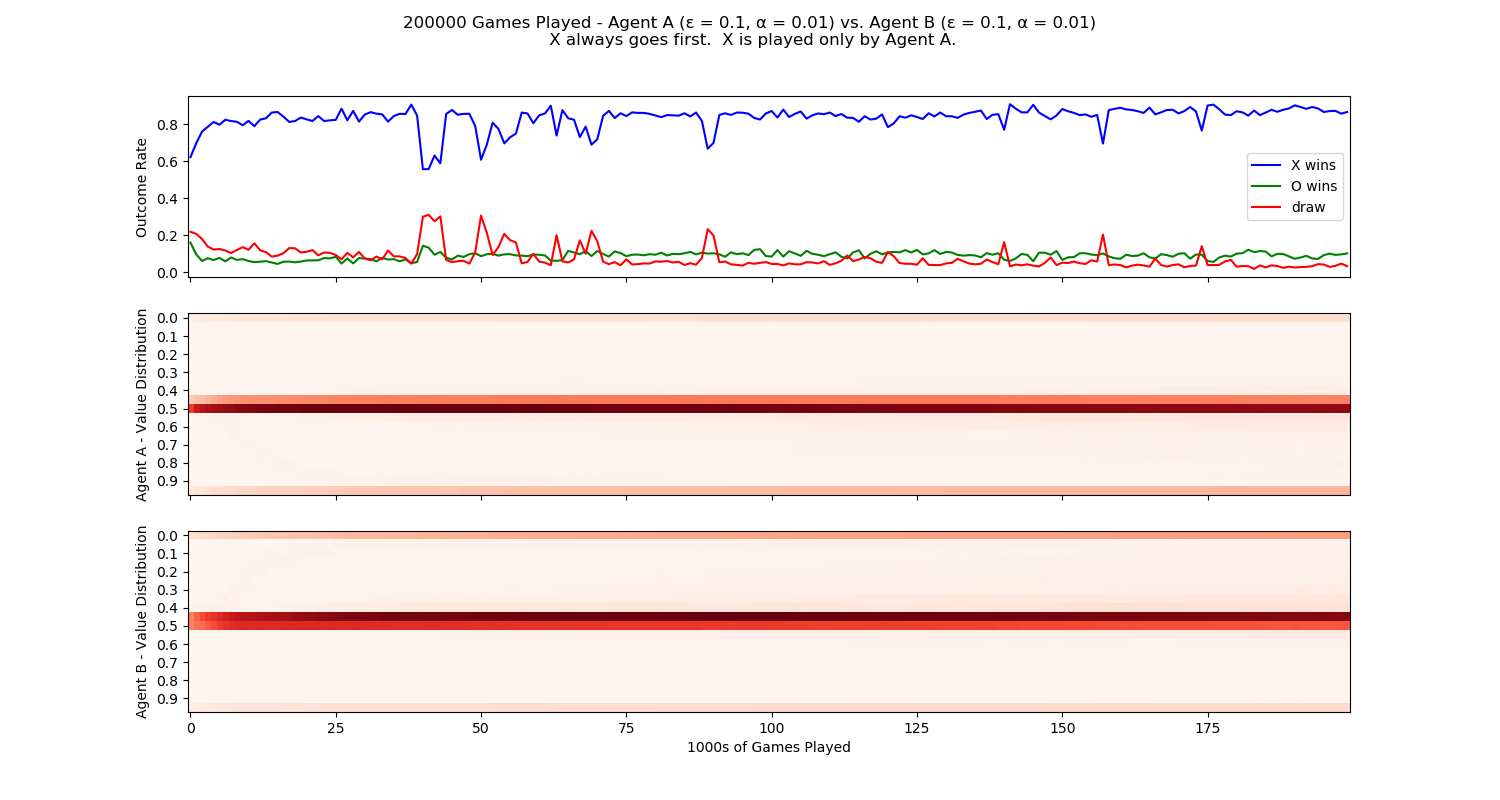 200000 Games Played - Agent A (ε = 0.1, α = 0.01) vs. Agent B (ε = 0.1, α = 0.01)
X always goes first.  X is played only by Agent A.
Outcome Rate
0.8
0.6
0.4
0.2
0.0
X wins
O wins
draw
Agent A - Value Distribution
0.0
0.1
0.2
0.3
0.4
0.5
0.6
0.7
0.8
0.9
Agent B - Value Distribution
0.0
0.1
0.2
0.3
0.4
0.5
0.6
0.7
0.8
0.9
0 25 50 75 100 125 150 175
1000s of Games Played